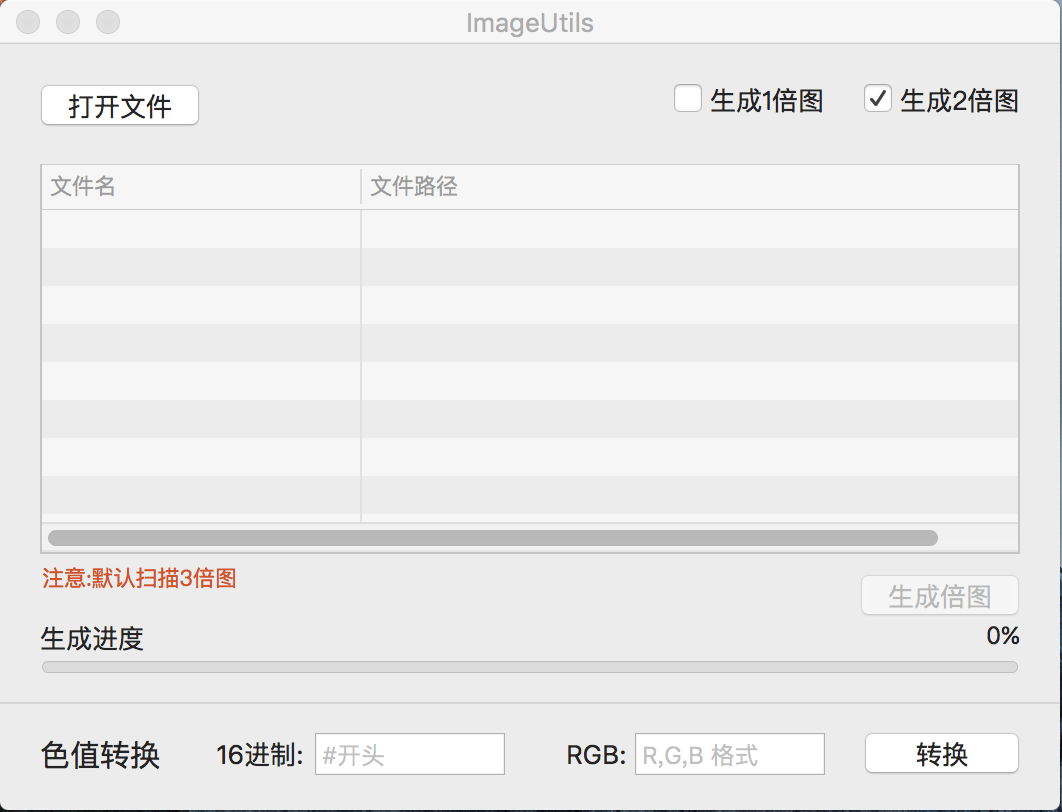 ImageUtils
打开文件
生成1倍图
生成2倍图
文件名 文件路径
注意:默认扫描3倍图
生成倍图
生成进度 0%
色值转换 16进制: #开头 RGB: R,G,B 格式 转换